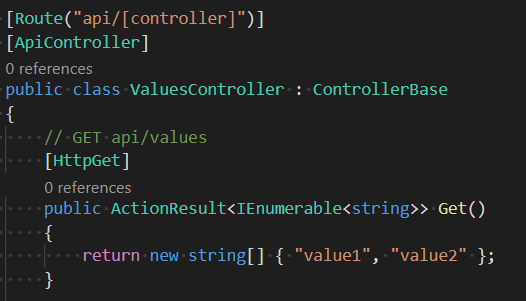 [Route("api/[controller]")]
[ApiController]
0 references
public class ValuesController : ControllerBase
{
    // GET api/values
    [HttpGet]
    0 references
    public ActionResult<IEnumerable<string>> Get()
    {
        return new string[] { "value1", "value2" };
    }